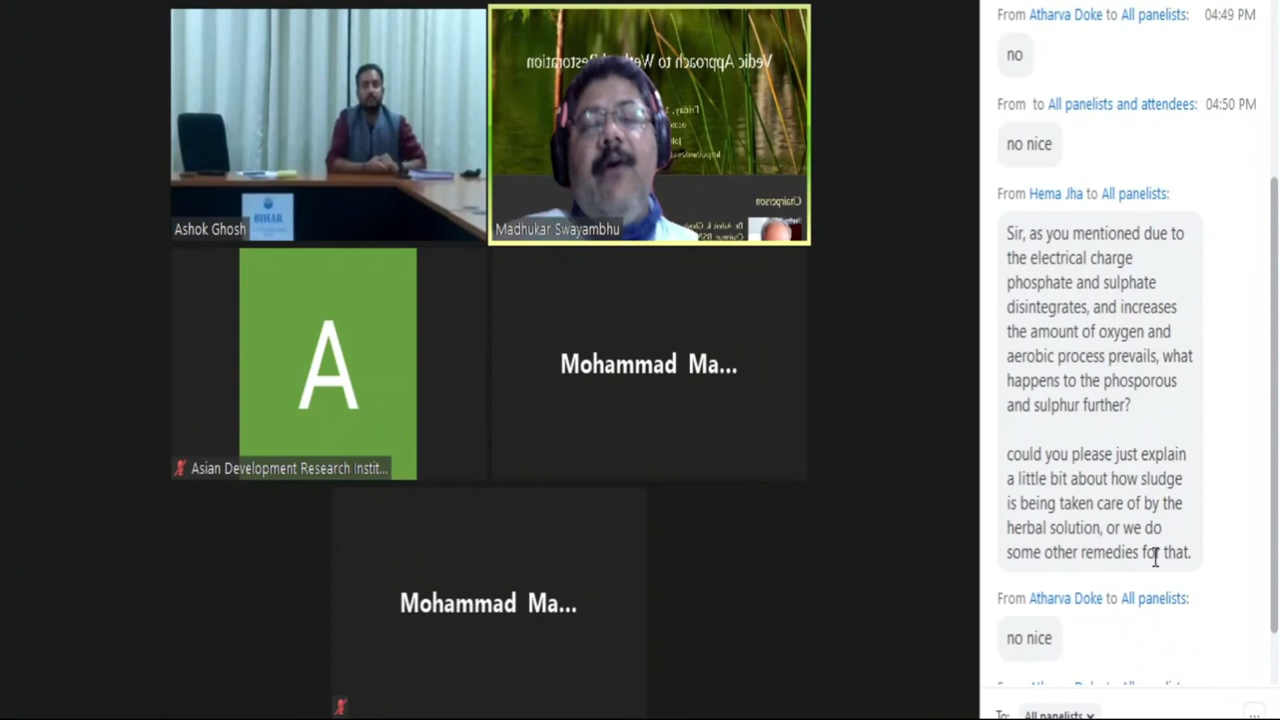 Vedic Approach to
Restoration
Friday,
Chairperson
Ashok Ghosh
BIHAR
Madhukar Swayambhu
A
Asian Development Research Instit...
Mohammad Ma...
Mohammad Ma...
From Atharva Doke to All panelists: 04:49 PM
no
From to All panelists and attendees: 04:50 PM
no nice
From Hema Jha to All panelists:
Sir, as you mentioned due to
the electrical charge
phosphate and sulphate
disintegrates, and increases
the amount of oxygen and
aerobic process prevails, what
happens to the phosporous
and sulphur further?
could you please just explain
a little bit about how sludge
is being taken care of by the
herbal solution, or we do
some other remedies for that.
From Atharva Doke to All panelists:
no nice
To: All panelists
...